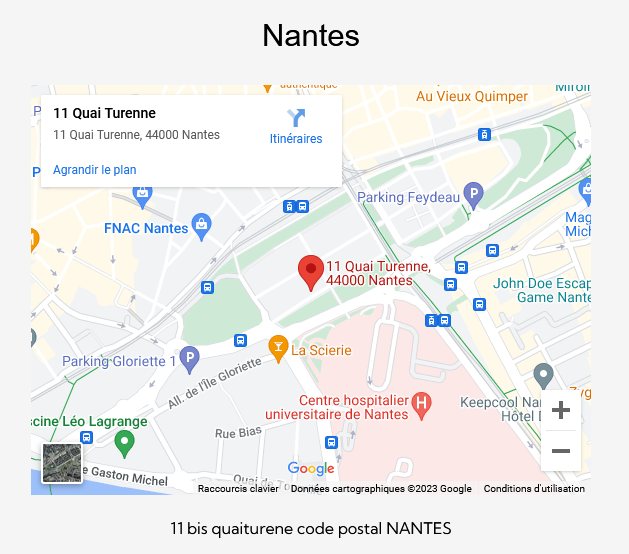 Nantes
authentique
Au Vieux Quimper
11 Quai Turenne
11 Quai Turenne, 44000 Nantes
Itinéraires
Agrandir le plan
P
Parking Feydeau
P
FNAC Nantes
Mag
Mich
11 Quai Turenne,
44000 Nantes
John Doe Escap
Game Nante
La Scierie
Parking Gloriette 1
P
All. de l'île Gloriette
Centre hospitalier
universitaire de Nantes
H
Keepcool Nan
Hôtel D
Zyg
scine Léo Lagrange
Rue Bias
e Gaston Michel
Quai de To
Google
Raccourcis clavier
Données cartographiques ©2023 Google
Conditions d'utilisation
11 bis quaiturene code postal NANTES